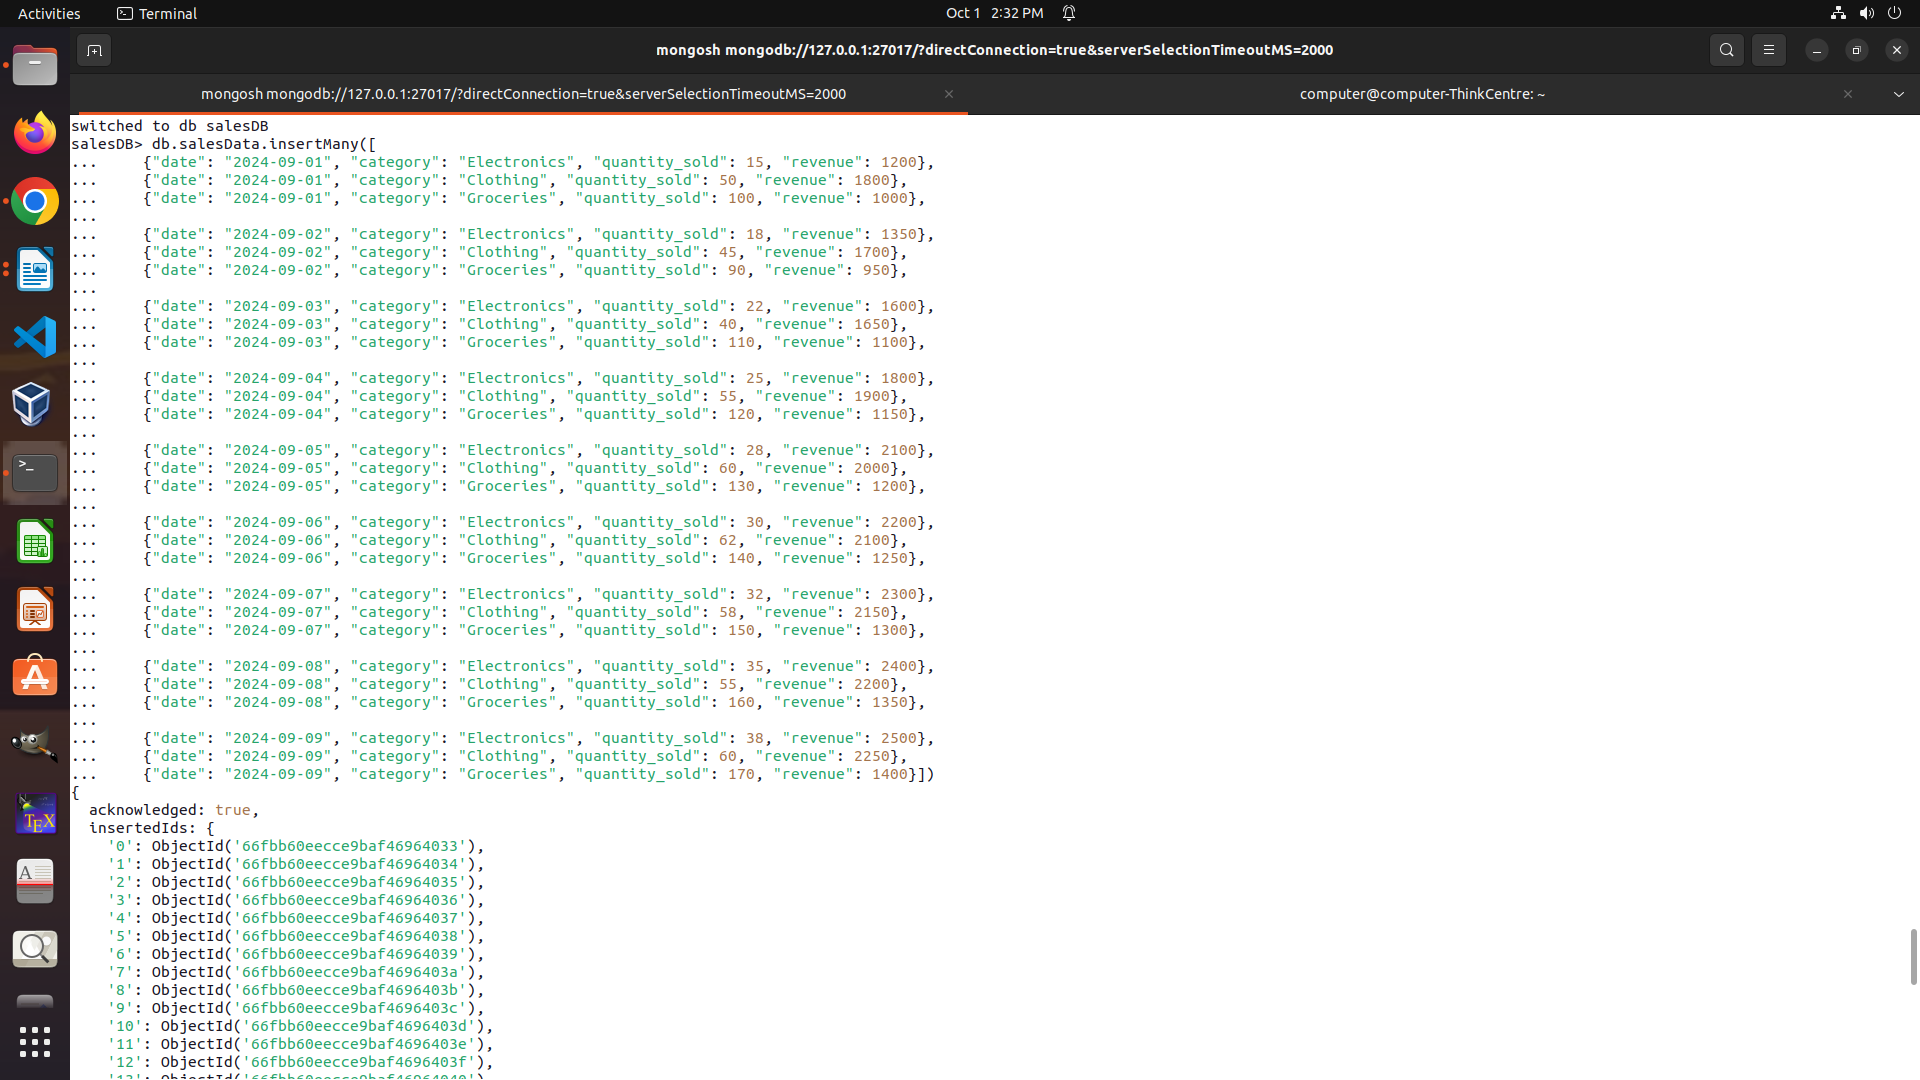 Activities
Terminal
Oct 1 2:32 PM
mongosh mongodb://127.0.0.1:27017/?directConnection=true&serverSelectionTimeoutMS=2000
mongosh mongodb://127.0.0.1:27017/?directConnection=true&serverSelectionTimeoutMS=2000
computer@computer-ThinkCentre: ~
switched to db salesDB
salesDB> db.salesData.insertMany([
...     {"date": "2024-09-01", "category": "Electronics", "quantity_sold": 15, "revenue": 1200},
...     {"date": "2024-09-01", "category": "Clothing", "quantity_sold": 50, "revenue": 1800},
...     {"date": "2024-09-01", "category": "Groceries", "quantity_sold": 100, "revenue": 1000},
...
...     {"date": "2024-09-02", "category": "Electronics", "quantity_sold": 18, "revenue": 1350},
...     {"date": "2024-09-02", "category": "Clothing", "quantity_sold": 45, "revenue": 1700},
...     {"date": "2024-09-02", "category": "Groceries", "quantity_sold": 90, "revenue": 950},
...
...     {"date": "2024-09-03", "category": "Electronics", "quantity_sold": 22, "revenue": 1600},
...     {"date": "2024-09-03", "category": "Clothing", "quantity_sold": 40, "revenue": 1650},
...     {"date": "2024-09-03", "category": "Groceries", "quantity_sold": 110, "revenue": 1100},
...
...     {"date": "2024-09-04", "category": "Electronics", "quantity_sold": 25, "revenue": 1800},
...     {"date": "2024-09-04", "category": "Clothing", "quantity_sold": 55, "revenue": 1900},
...     {"date": "2024-09-04", "category": "Groceries", "quantity_sold": 120, "revenue": 1150},
...
...     {"date": "2024-09-05", "category": "Electronics", "quantity_sold": 28, "revenue": 2100},
...     {"date": "2024-09-05", "category": "Clothing", "quantity_sold": 60, "revenue": 2000},
...     {"date": "2024-09-05", "category": "Groceries", "quantity_sold": 130, "revenue": 1200},
...
...     {"date": "2024-09-06", "category": "Electronics", "quantity_sold": 30, "revenue": 2200},
...     {"date": "2024-09-06", "category": "Clothing", "quantity_sold": 62, "revenue": 2100},
...     {"date": "2024-09-06", "category": "Groceries", "quantity_sold": 140, "revenue": 1250},
...
...     {"date": "2024-09-07", "category": "Electronics", "quantity_sold": 32, "revenue": 2300},
...     {"date": "2024-09-07", "category": "Clothing", "quantity_sold": 58, "revenue": 2150},
...     {"date": "2024-09-07", "category": "Groceries", "quantity_sold": 150, "revenue": 1300},
...
...     {"date": "2024-09-08", "category": "Electronics", "quantity_sold": 35, "revenue": 2400},
...     {"date": "2024-09-08", "category": "Clothing", "quantity_sold": 55, "revenue": 2200},
...     {"date": "2024-09-08", "category": "Groceries", "quantity_sold": 160, "revenue": 1350},
...
...     {"date": "2024-09-09", "category": "Electronics", "quantity_sold": 38, "revenue": 2500},
...     {"date": "2024-09-09", "category": "Clothing", "quantity_sold": 60, "revenue": 2250},
...     {"date": "2024-09-09", "category": "Groceries", "quantity_sold": 170, "revenue": 1400}])
{
  acknowledged: true,
  insertedIds: {
    '0': ObjectId('66fbb60eecce9baf46964033'),
    '1': ObjectId('66fbb60eecce9baf46964034'),
    '2': ObjectId('66fbb60eecce9baf46964035'),
    '3': ObjectId('66fbb60eecce9baf46964036'),
    '4': ObjectId('66fbb60eecce9baf46964037'),
    '5': ObjectId('66fbb60eecce9baf46964038'),
    '6': ObjectId('66fbb60eecce9baf46964039'),
    '7': ObjectId('66fbb60eecce9baf4696403a'),
    '8': ObjectId('66fbb60eecce9baf4696403b'),
    '9': ObjectId('66fbb60eecce9baf4696403c'),
    '10': ObjectId('66fbb60eecce9baf4696403d'),
    '11': ObjectId('66fbb60eecce9baf4696403e'),
    '12': ObjectId('66fbb60eecce9baf4696403f'),
    '13': ObjectId('66fbb60eecce9baf46964040'),